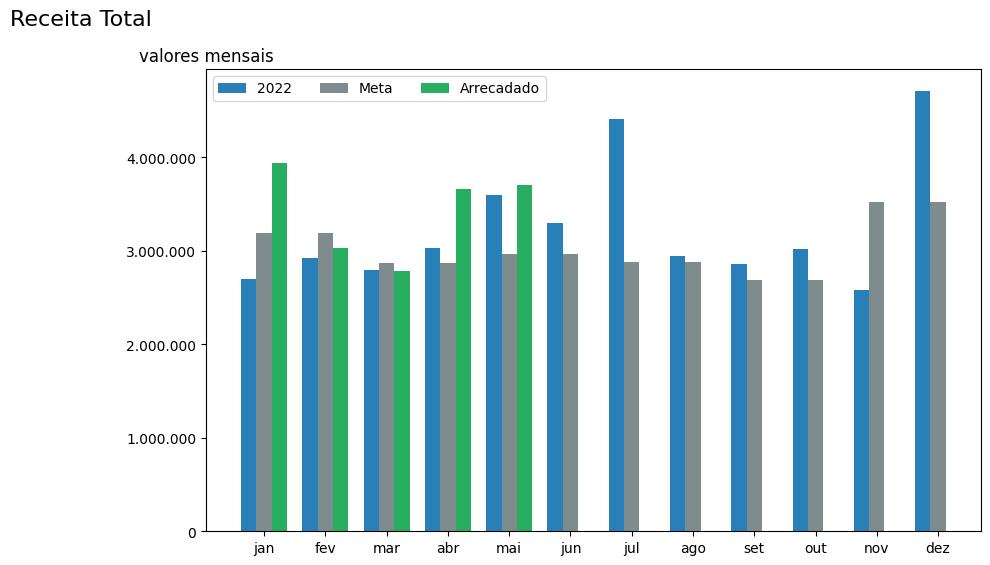 Receita Total
valores mensais
2022 Meta Arrecadado
4.000.000
3.000.000
2.000.000
1.000.000
0
jan fev mar abr mai jun jul ago set out nov dez